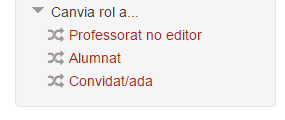 Canvia rol a...
Professorat no editor
Alumnat
Convidat/ada